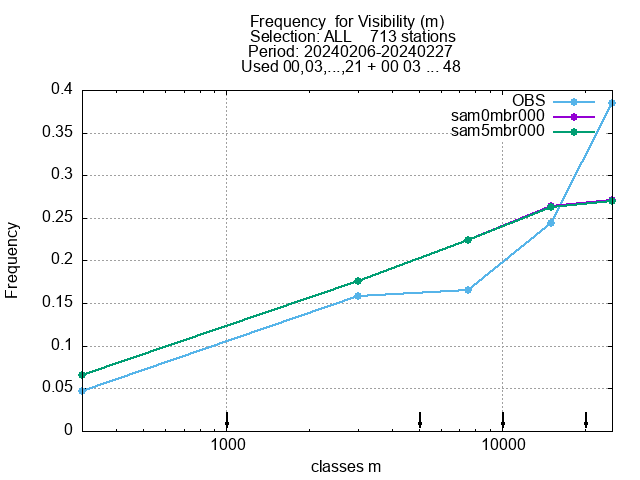 Frequency  for Visibility (m)
Selection: ALL    713 stations
Period: 20240206-20240227
Used 00,03,...,21 + 00 03 ... 48
OBS
sam0mbr000
sam5mbr000
0.4
0.35
0.3
0.25
0.2
0.15
0.1
0.05
0
Frequency
1000 10000
classes m